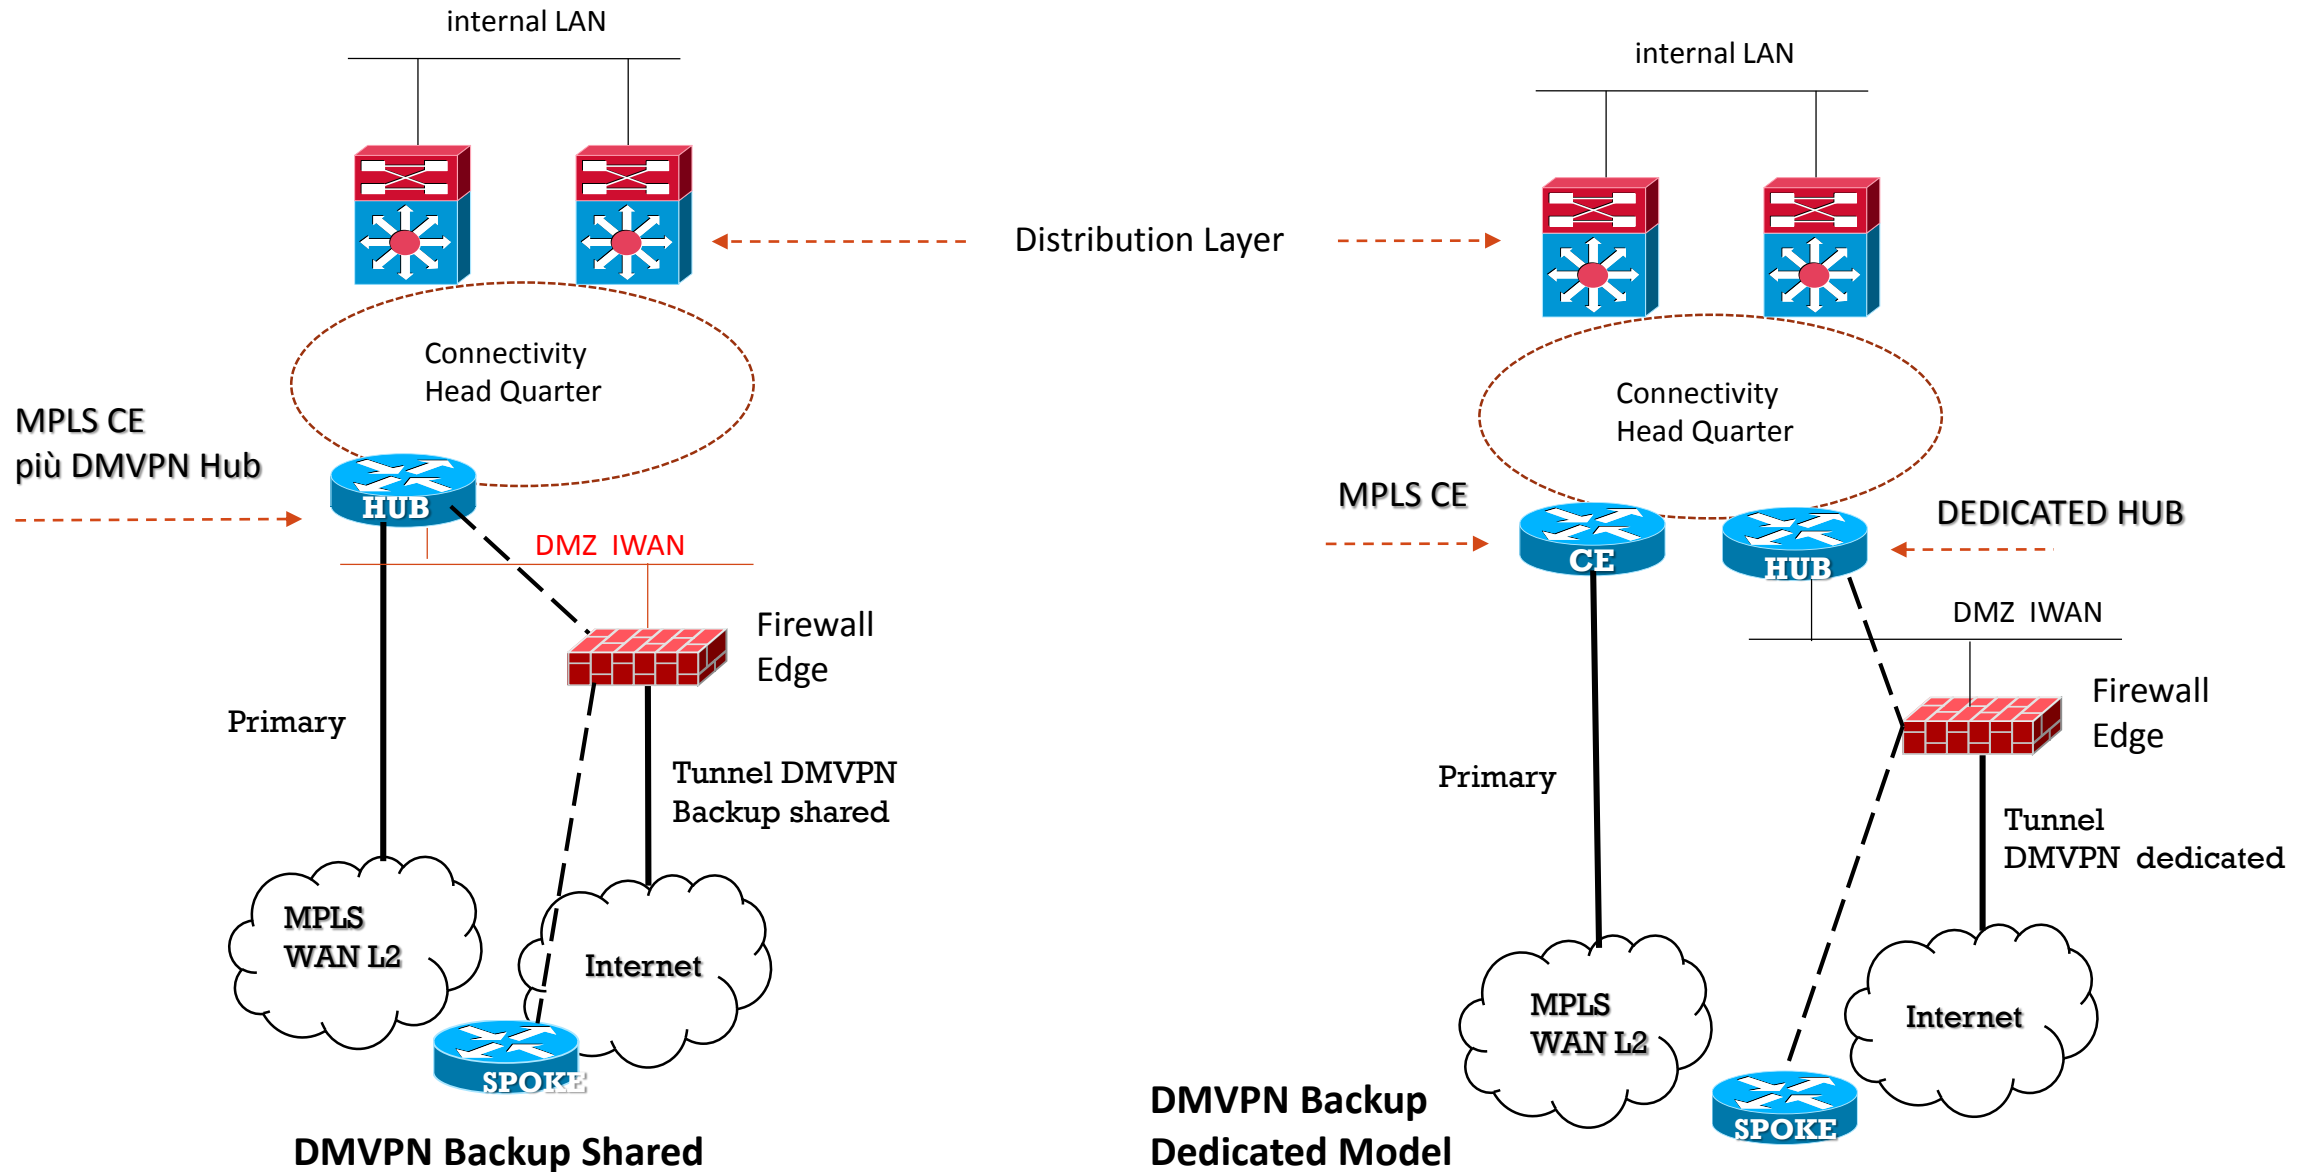 internal LAN
internal LAN
Distribution Layer
Connectivity
Head Quarter
Connectivity
Head Quarter
MPLS CE
più DMVPN Hub
HUB
DMZ IWAN
Firewall
Edge
Primary
Tunnel DMVPN
Backup shared
MPLS
WAN L2
Internet
SPOKE
DMVPN Backup Shared
MPLS CE
CE
HUB
DEDICATED HUB
DMZ IWAN
Firewall
Edge
Primary
Tunnel
DMVPN dedicated
MPLS
WAN L2
Internet
SPOKE
DMVPN Backup
Dedicated Model